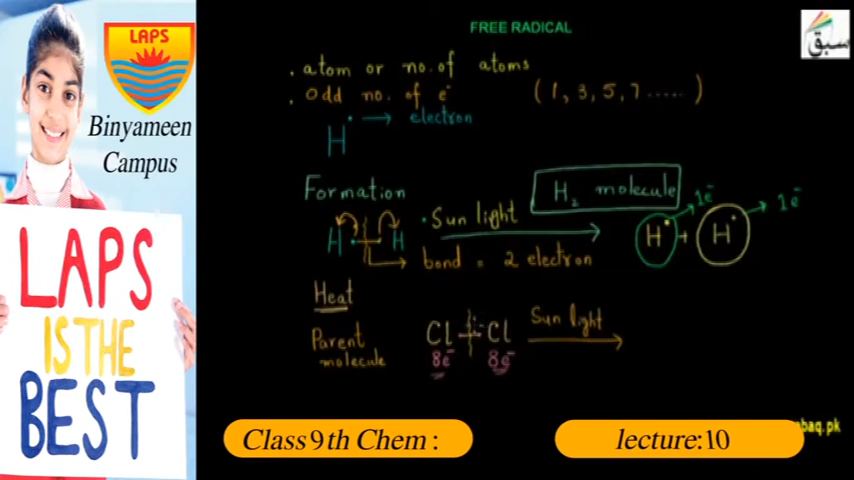 FREE RADICAL
سبق
LAPS
Binyameen
Campus
. atom or no. of atoms
. Odd no. of e⁻ (1, 3, 5, 7 .....)
H• → electron
Formation
H₂ molecule
H•–H
• Sun light
bond = 2 electron
1e⁻
1e⁻
H• + H•
Heat
Parent
molecule
Cl–Cl
8e⁻ 8e⁻
Sun light
LAPS
IS THE
BEST
Class 9th Chem :
lecture:10
baq.pk